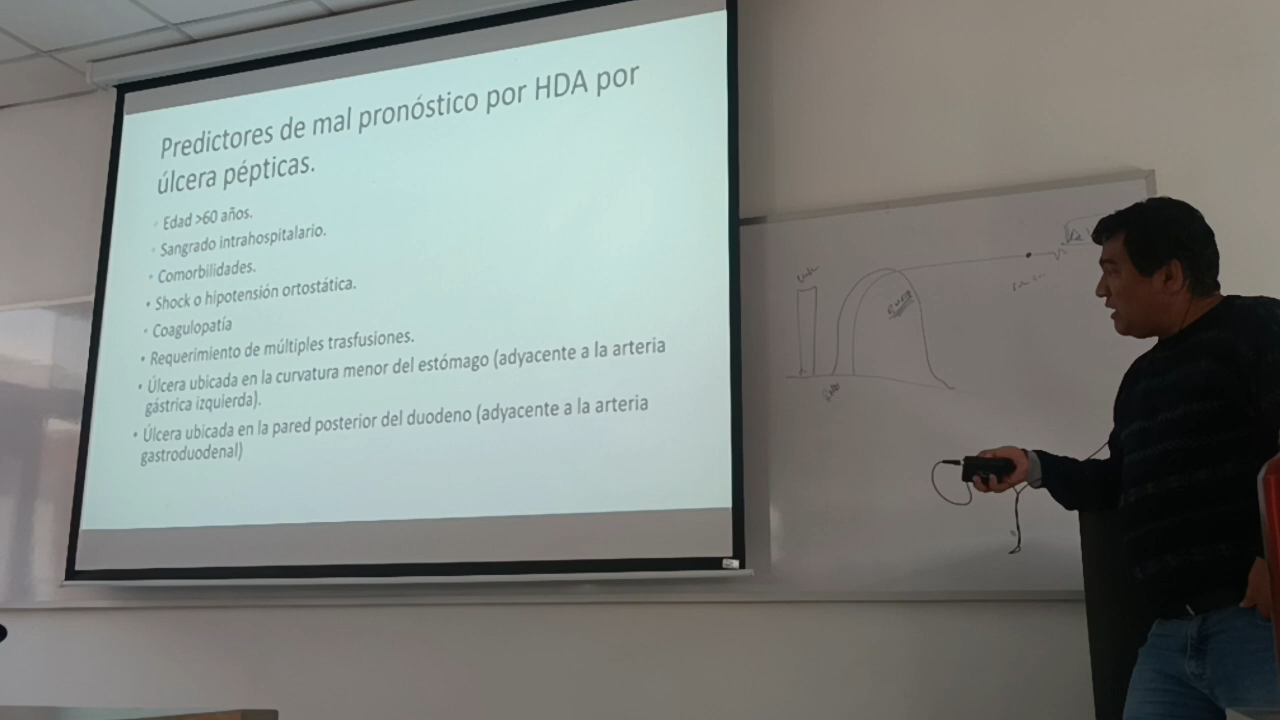 Predictores de mal pronóstico por HDA por
úlcera pépticas.
• Edad >60 años.
• Sangrado intrahospitalario.
• Comorbilidades.
• Shock o hipotensión ortostática.
• Coagulopatía
• Requerimiento de múltiples trasfusiones.
• Úlcera ubicada en la curvatura menor del estómago (adyacente a la arteria
gástrica izquierda).
• Úlcera ubicada en la pared posterior del duodeno (adyacente a la arteria
gastroduodenal)